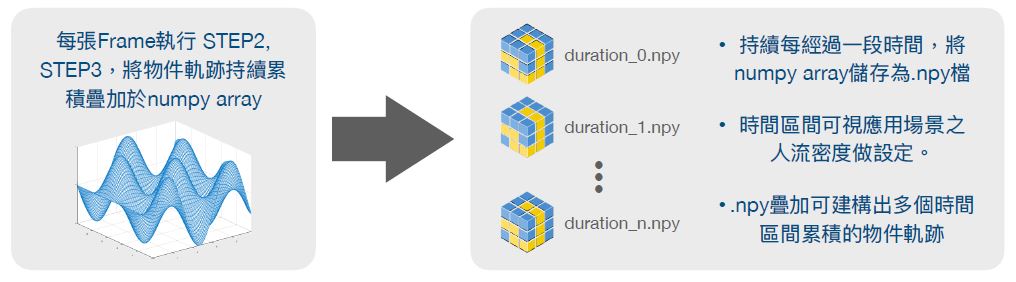 每張Frame執行 STEP2,
STEP3，將物件軌跡持續累
積疊加於numpy array
duration_0.npy
duration_1.npy
duration_n.npy
• 持續每經過一段時間，將
numpy array儲存為.npy檔
• 時間區間可視應用場景之
人流密度做設定。
• .npy疊加可建構出多個時間
區間累積的物件軌跡